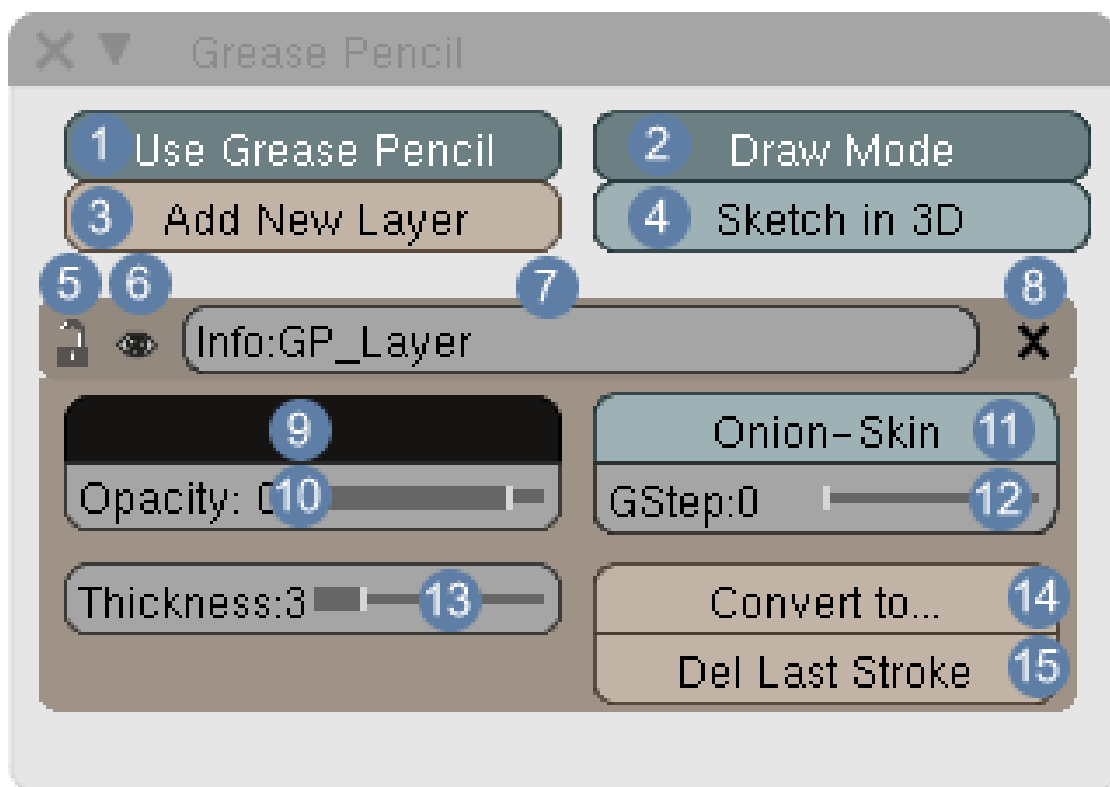 Grease Pencil
1 Use Grease Pencil
2 Draw Mode
3 Add New Layer
4 Sketch in 3D
5 6 7 8
Info:GP_Layer
9
Onion-Skin 11
Opacity: 10
GStep:0 12
Thickness:3 13
Convert to... 14
Del Last Stroke 15